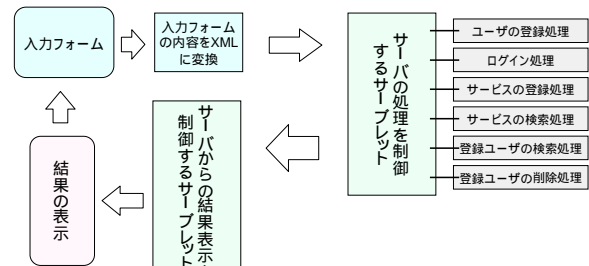 入力フォーム
入力フォーム
の内容をXML
に変換
サーバの処理を制御
するサーブレット
ユーザの登録処理
ログイン処理
サービスの登録処理
サービスの検索処理
登録ユーザの検索処理
登録ユーザの削除処理
サーバからの結果表示
制御するサーブレット
結果の表示